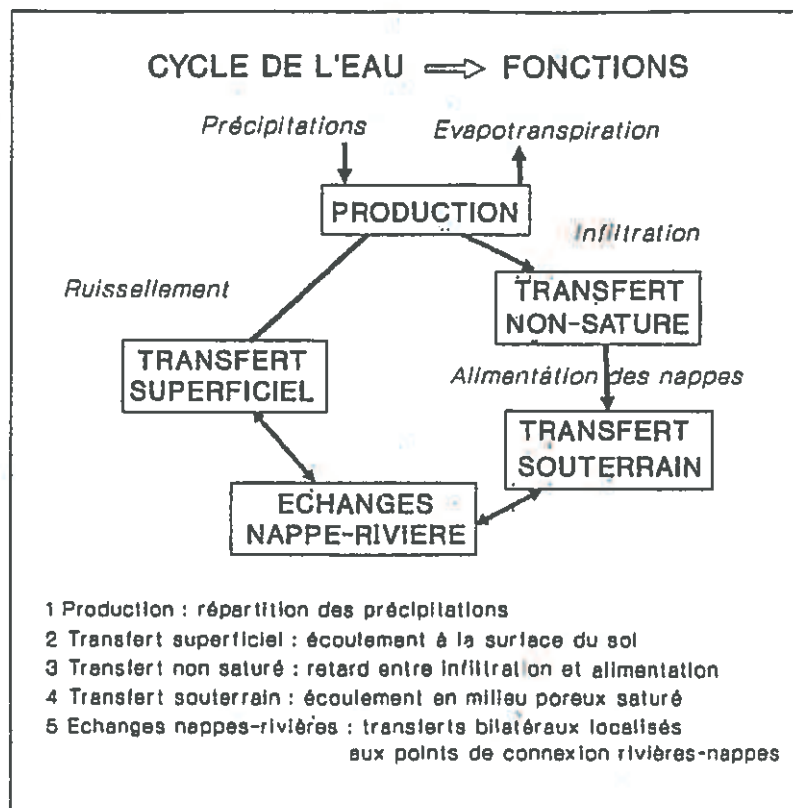 CYCLE DE L'EAU ⇒ FONCTIONS
Précipitations Evapotranspiration
PRODUCTION
Infiltration
Ruissellement
TRANSFERT
NON-SATURE
TRANSFERT
SUPERFICIEL
Alimentation des nappes
TRANSFERT
SOUTERRAIN
ECHANGES
NAPPE-RIVIERE
1 Production : répartition des précipitations
2 Transfert superficiel : écoulement à la surface du sol
3 Transfert non saturé : retard entre infiltration et alimentation
4 Transfert souterrain : écoulement en milieu poreux saturé
5 Echanges nappes-rivières : transferts bilatéraux localisés
aux points de connexion rivières-nappes